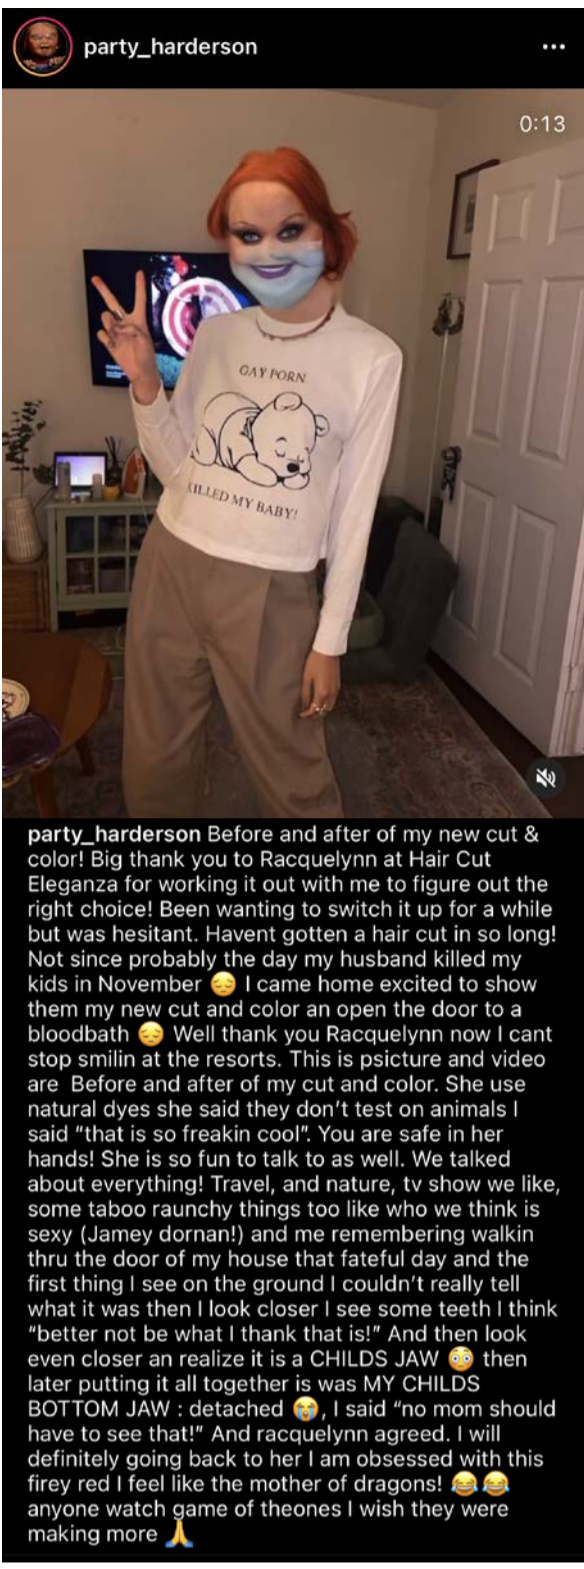 party_harderson
0:13
GAY PORN
KILLED MY BABY!
party_harderson Before and after of my new cut &
color! Big thank you to Racquelynn at Hair Cut
Eleganza for working it out with me to figure out the
right choice! Been wanting to switch it up for a while
but was hesitant. Havent gotten a hair cut in so long!
Not since probably the day my husband killed my
kids in November 😔 I came home excited to show
them my new cut and color an open the door to a
bloodbath 😔 Well thank you Racquelynn now I cant
stop smilin at the resorts. This is psicture and video
are  Before and after of my cut and color. She use
natural dyes she said they don’t test on animals I
said “that is so freakin cool”. You are safe in her
hands! She is so fun to talk to as well. We talked
about everything! Travel, and nature, tv show we like,
some taboo raunchy things too like who we think is
sexy (Jamey dornan!) and me remembering walkin
thru the door of my house that fateful day and the
first thing I see on the ground I couldn’t really tell
what it was then I look closer I see some teeth I think
“better not be what I thank that is!” And then look
even closer an realize it is a CHILDS JAW 😳 then
later putting it all together is was MY CHILDS
BOTTOM JAW : detached 😭, I said “no mom should
have to see that!” And racquelynn agreed. I will
definitely going back to her I am obsessed with this
firey red I feel like the mother of dragons! 😂😂
anyone watch game of theones I wish they were
making more 🙏